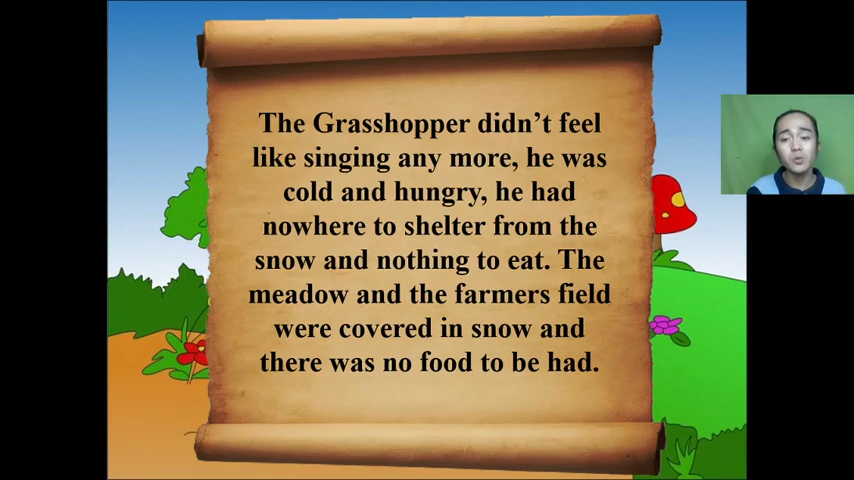 The Grasshopper didn’t feel
like singing any more, he was
cold and hungry, he had
nowhere to shelter from the
snow and nothing to eat. The
meadow and the farmers field
were covered in snow and
there was no food to be had.